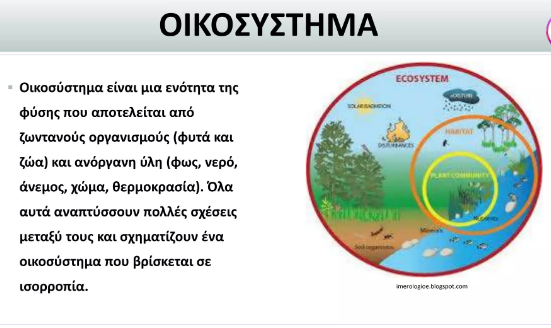 ΟΙΚΟΣΥΣΤΗΜΑ
Οικοσύστημα είναι μια ενότητα της
φύσης που αποτελείται από
ζωντανούς οργανισμούς (φυτά και
ζώα) και ανόργανη ύλη (φως, νερό,
άνεμος, χώμα, θερμοκρασία). Όλα
αυτά αναπτύσσουν πολλές σχέσεις
μεταξύ τους και σχηματίζουν ένα
οικοσύστημα που βρίσκεται σε
ισορροπία.
ECOSYSTEM
SOLAR RADIATION
MOISTURE
DISTURBANCES
HABITAT
PLANT COMMUNITY
Minerals
Soil organisms
imerologioe.blogspot.com